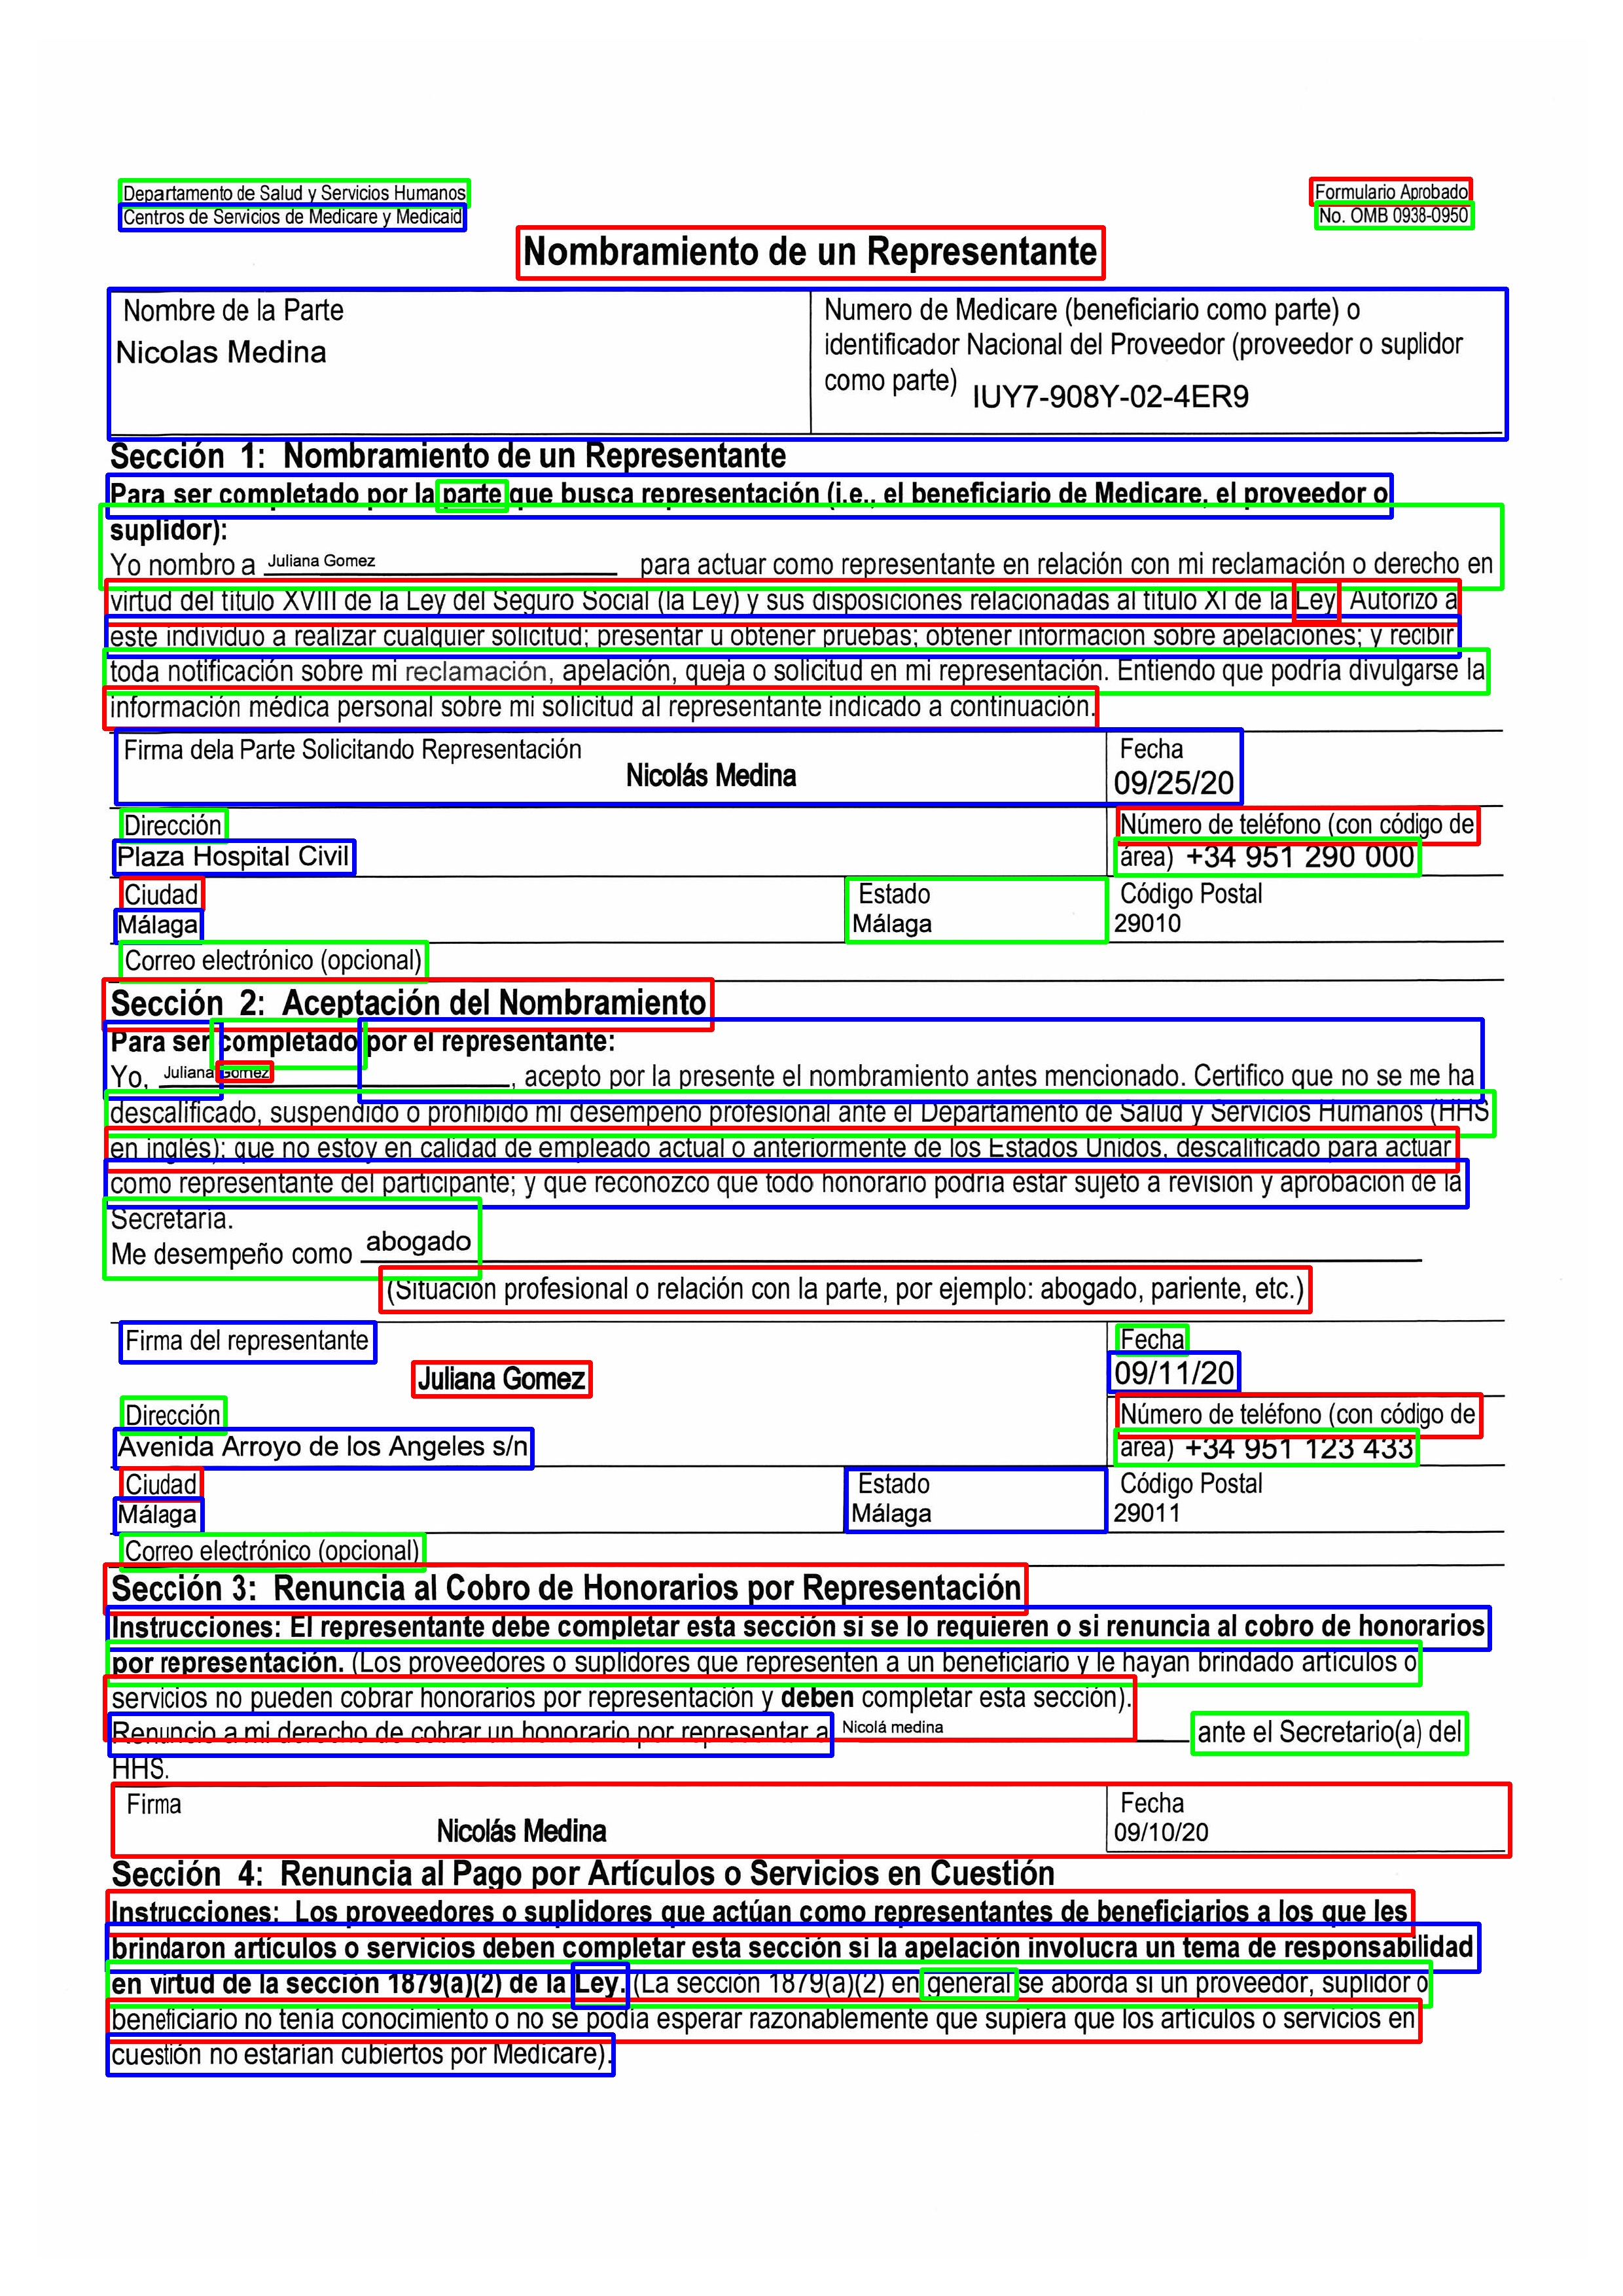 Departamento de Salud y Servicios Humanos
Formulario Aprobado
Centros de Servicios de Medicare y Medicaid
No. OMB 0938-0950
Nombramiento de un Representante
Nombre de la Parte
Nicolas Medina
Numero de Medicare (beneficiario como parte) o
identificador Nacional del Proveedor (proveedor o suplidor
como parte) IUY7-908Y-02-4ER9
Sección 1: Nombramiento de un Representante
Para ser completado por la parte que busca representación (i.e., el beneficiario de Medicare, el proveedor o
suplidor):
Yo nombro a Juliana Gomez para actuar como representante en relación con mi reclamación o derecho en
virtud del título XVIII de la Ley del Seguro Social (la Ley) y sus disposiciones relacionadas al título XI de la Ley Autorizo a
este individuo a realizar cualquier solicitud; presentar u obtener pruebas; obtener información sobre apelaciones; y recibir
toda notificación sobre mi reclamación, apelación, queja o solicitud en mi representación. Entiendo que podría divulgarse la
información médica personal sobre mi solicitud al representante indicado a continuación.
Firma dela Parte Solicitando Representación
Nicolás Medina
Fecha
09/25/20
Dirección
Plaza Hospital Civil
Número de teléfono (con código de
área) +34 951 290 000
Ciudad
Málaga
Estado
Málaga
Código Postal
29010
Correo electrónico (opcional)
Sección 2: Aceptación del Nombramiento
Para ser completado por el representante:
Yo, Juliana Gomez, acepto por la presente el nombramiento antes mencionado. Certifico que no se me ha
descalificado, suspendido o prohibido mi desempeño profesional ante el Departamento de Salud y Servicios Humanos (HHS
en inglés); que no estoy en calidad de empleado actual o anteriormente de los Estados Unidos, descalificado para actuar
como representante del participante; y que reconozco que todo honorario podría estar sujeto a revisión y aprobación de la
Secretaría.
Me desempeño como abogado
(Situación profesional o relación con la parte, por ejemplo: abogado, pariente, etc.)
Firma del representante
Juliana Gomez
Fecha
09/11/20
Dirección
Avenida Arroyo de los Angeles s/n
Número de teléfono (con código de
área) +34 951 123 433
Ciudad
Málaga
Estado
Málaga
Código Postal
29011
Correo electrónico (opcional)
Sección 3: Renuncia al Cobro de Honorarios por Representación
Instrucciones: El representante debe completar esta sección si se lo requieren o si renuncia al cobro de honorarios
por representación. (Los proveedores o suplidores que representen a un beneficiario y le hayan brindado artículos o
servicios no pueden cobrar honorarios por representación y deben completar esta sección).
Renuncio a mi derecho de cobrar un honorario por representar a Nicolá medina ante el Secretario(a) del
HHS.
Firma
Nicolás Medina
Fecha
09/10/20
Sección 4: Renuncia al Pago por Artículos o Servicios en Cuestión
Instrucciones: Los proveedores o suplidores que actúan como representantes de beneficiarios a los que les
brindaron artículos o servicios deben completar esta sección si la apelación involucra un tema de responsabilidad
en virtud de la sección 1879(a)(2) de la Ley. (La sección 1879(a)(2) en general se aborda si un proveedor, suplidor o
beneficiario no tenía conocimiento o no se podía esperar razonablemente que supiera que los artículos o servicios en
cuestión no estarían cubiertos por Medicare).